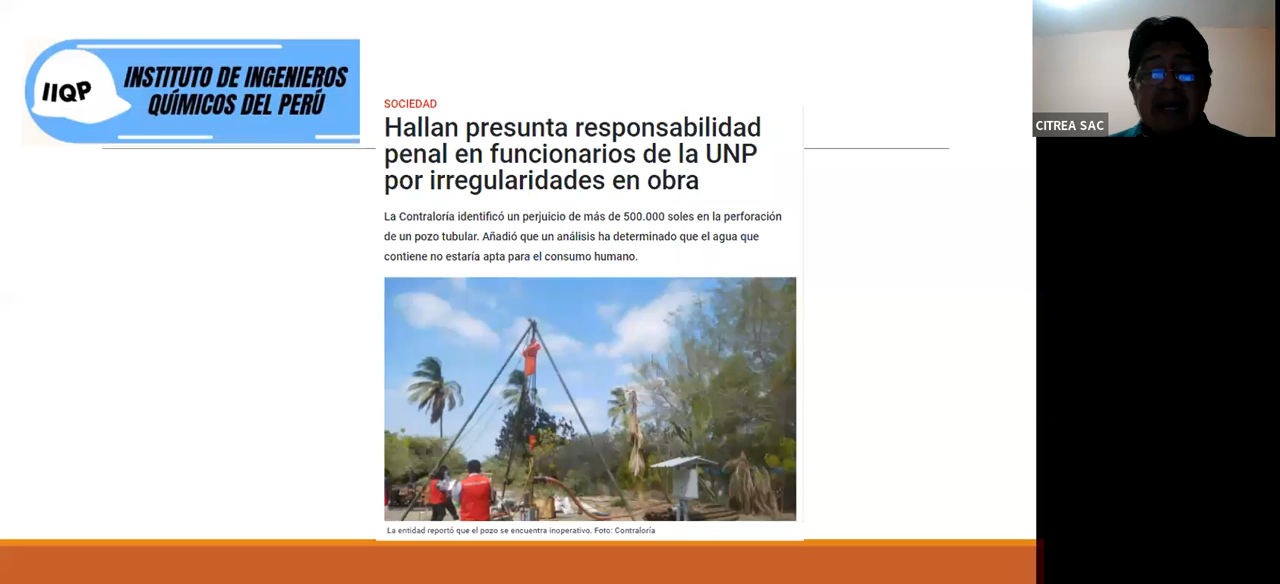 IIQP
INSTITUTO DE INGENIEROS
QUÍMICOS DEL PERÚ
SOCIEDAD
Hallan presunta responsabilidad
penal en funcionarios de la UNP
por irregularidades en obra
La Contraloría identificó un perjuicio de más de 500.000 soles en la perforación
de un pozo tubular. Añadió que un análisis ha determinado que el agua que
contiene no estaría apta para el consumo humano.
La entidad reportó que el pozo se encuentra inoperativo. Foto: Contraloría
CITREA SAC